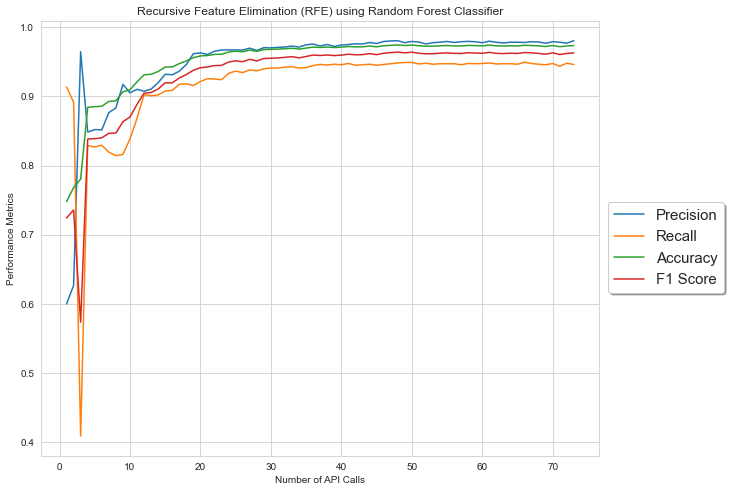 Recursive Feature Elimination (RFE) using Random Forest Classifier
1.0
0.9
0.8
0.7
0.6
0.5
0.4
Performance Metrics
0 10 20 30 40 50 60 70
Number of API Calls
Precision
Recall
Accuracy
F1 Score